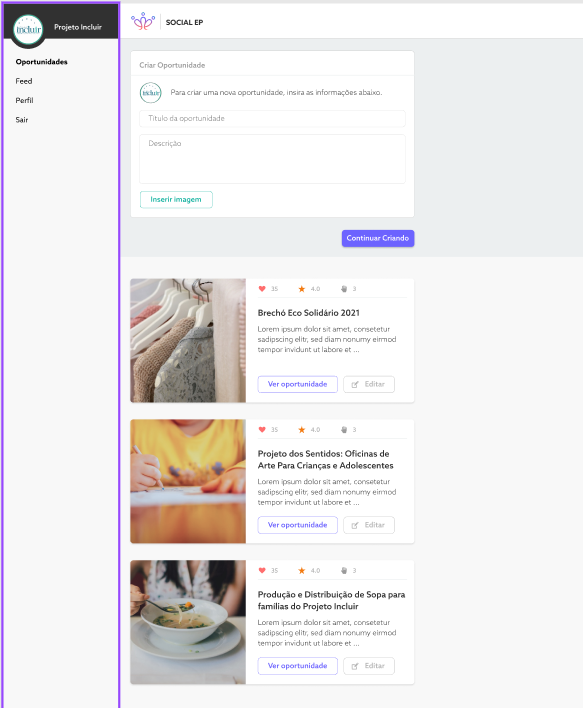 incluir
Projeto Incluir
Oportunidades
Feed
Perfil
Sair
SOCIAL EP
Criar Oportunidade
incluir
Para criar uma nova oportunidade, insira as informações abaixo.
Título da oportunidade
Descrição
Inserir imagem
Continuar Criando
35 4.0 3
Brechó Eco Solidário 2021
Lorem ipsum dolor sit amet, consetetur
sadipscing elitr, sed diam nonumy eirmod
tempor invidunt ut labore et ...
Ver oportunidade Editar
35 4.0 3
Projeto dos Sentidos: Oficinas de
Arte Para Crianças e Adolescentes
Lorem ipsum dolor sit amet, consetetur
sadipscing elitr, sed diam nonumy eirmod
tempor invidunt ut labore et ...
Ver oportunidade Editar
35 4.0 3
Produção e Distribuição de Sopa para
famílias do Projeto Incluir
Lorem ipsum dolor sit amet, consetetur
sadipscing elitr, sed diam nonumy eirmod
tempor invidunt ut labore et ...
Ver oportunidade Editar